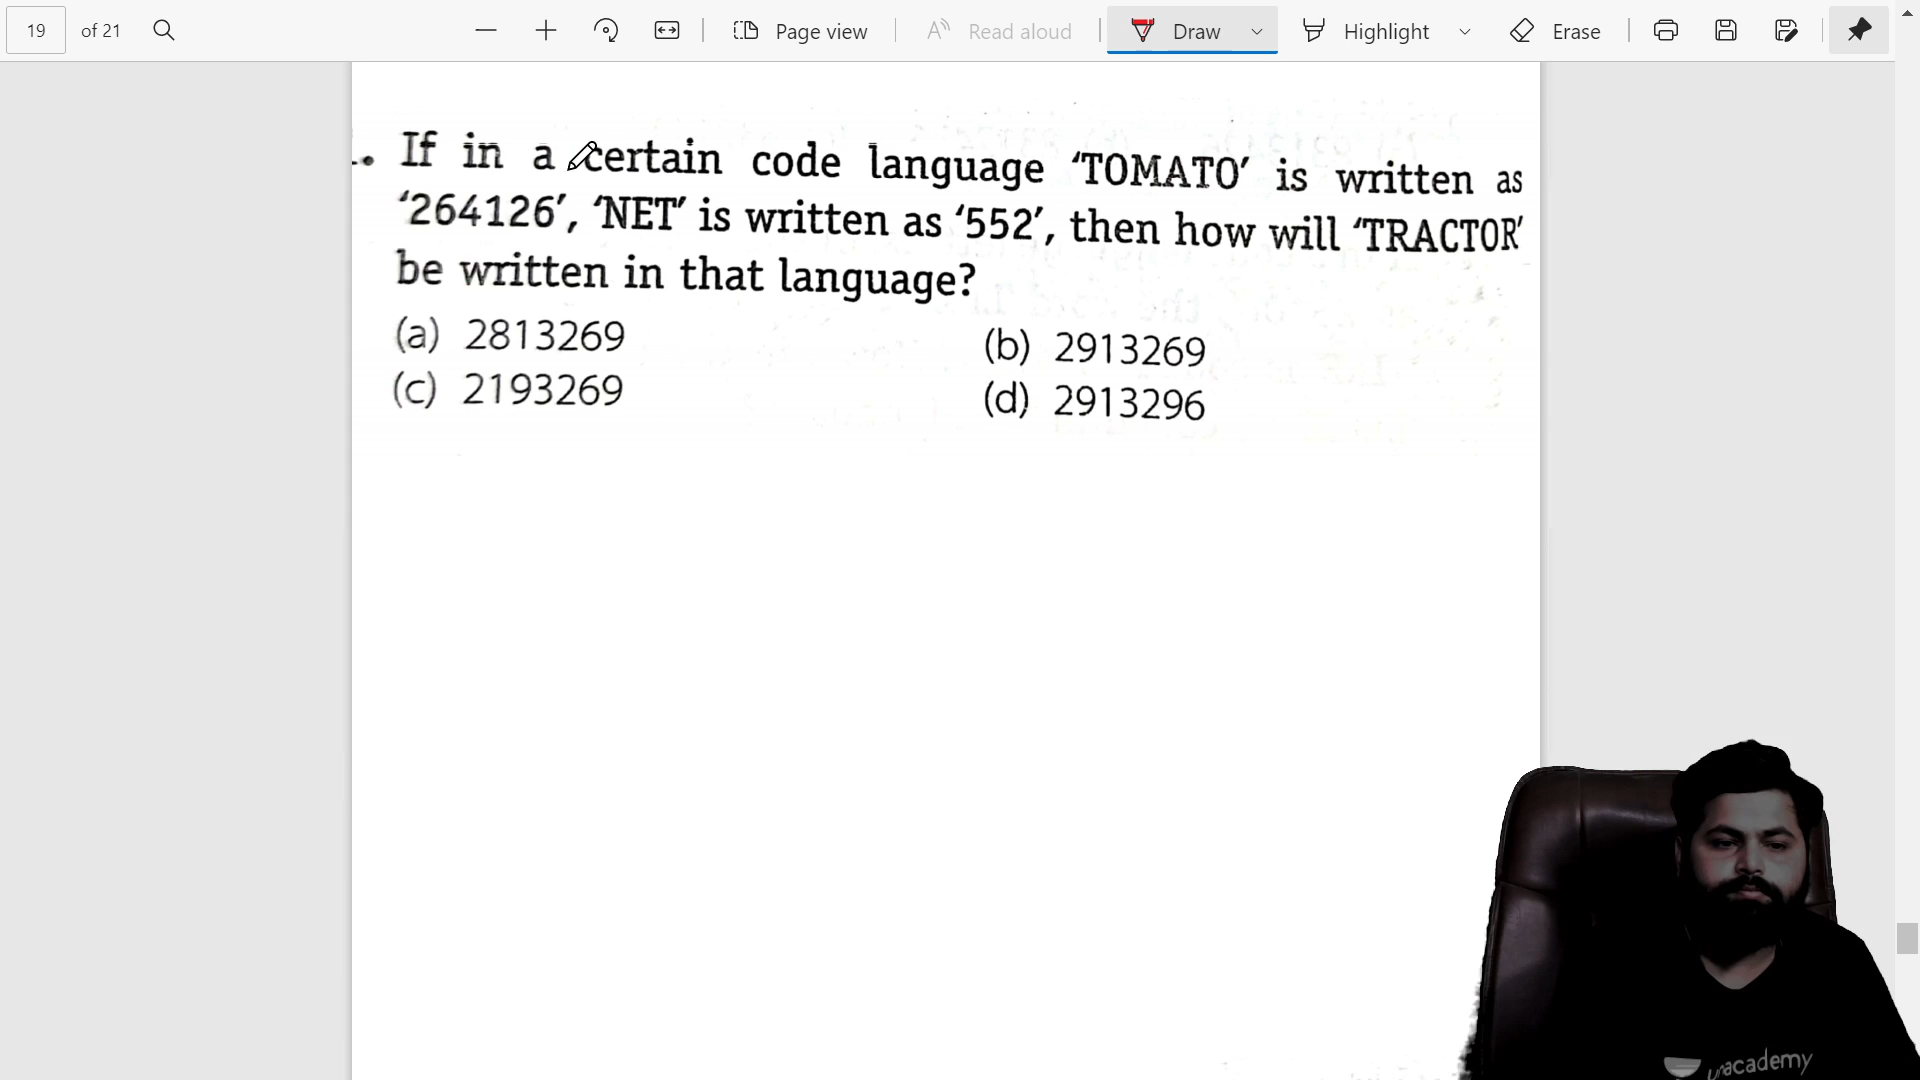 19 of 21 Page view Read aloud Draw Highlight Erase
. If in a certain code language ‘TOMATO’ is written as
‘264126’, ‘NET’ is written as ‘552’, then how will ‘TRACTOR’
be written in that language?
(a) 2813269 (b) 2913269
(c) 2193269 (d) 2913296
unacademy